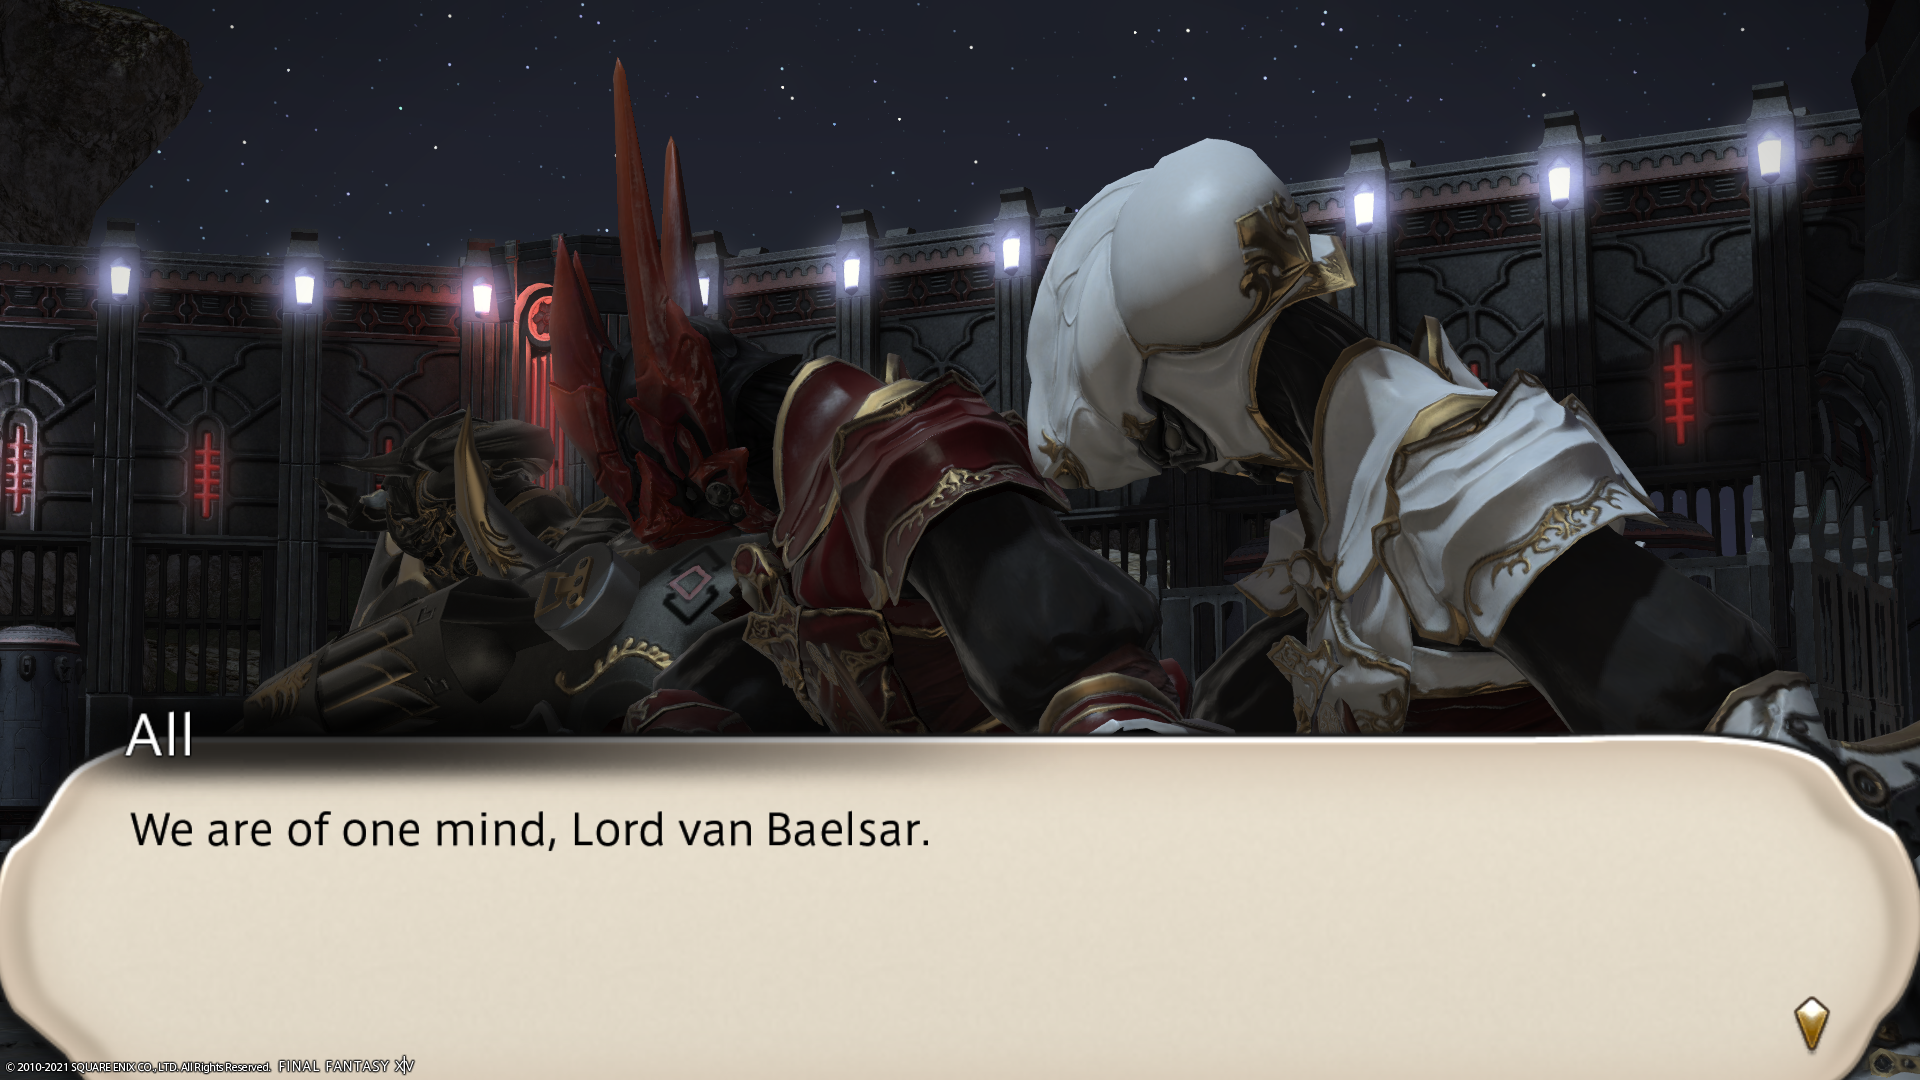 All
We are of one mind, Lord van Baelsar.
© 2010-2021 SQUARE ENIX CO., LTD. All Rights Reserved. FINAL FANTASY XIV